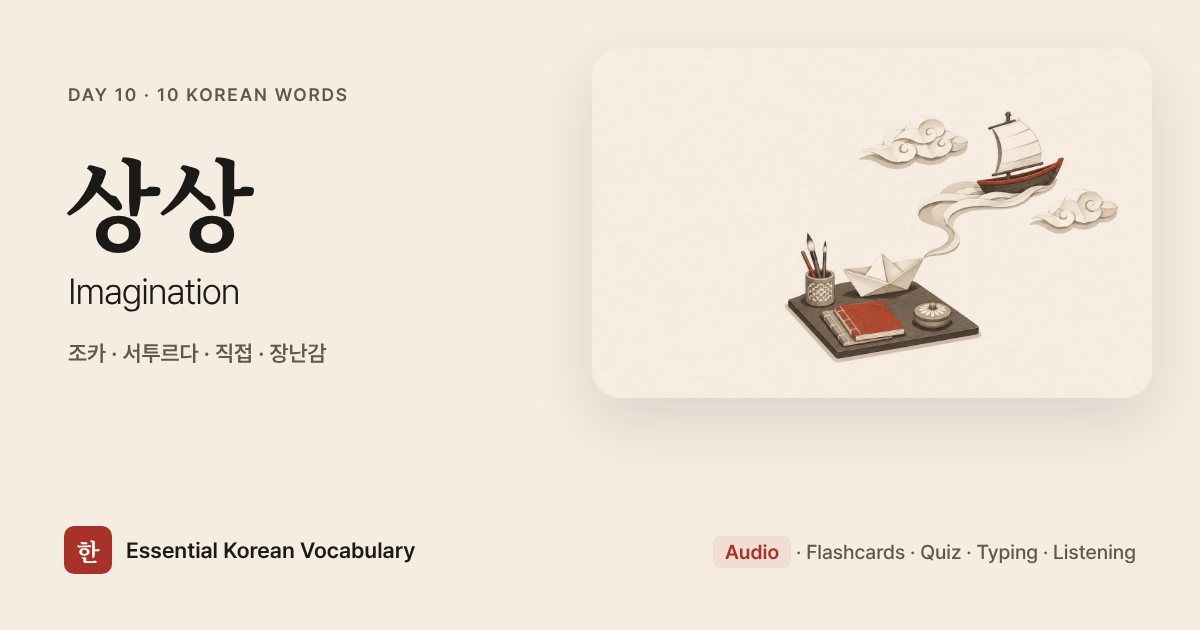 DAY 10 · 10 KOREAN WORDS
상상
Imagination
조카 · 서투르다 · 직접 · 장난감
한
Essential Korean Vocabulary
Audio · Flashcards · Quiz · Typing · Listening